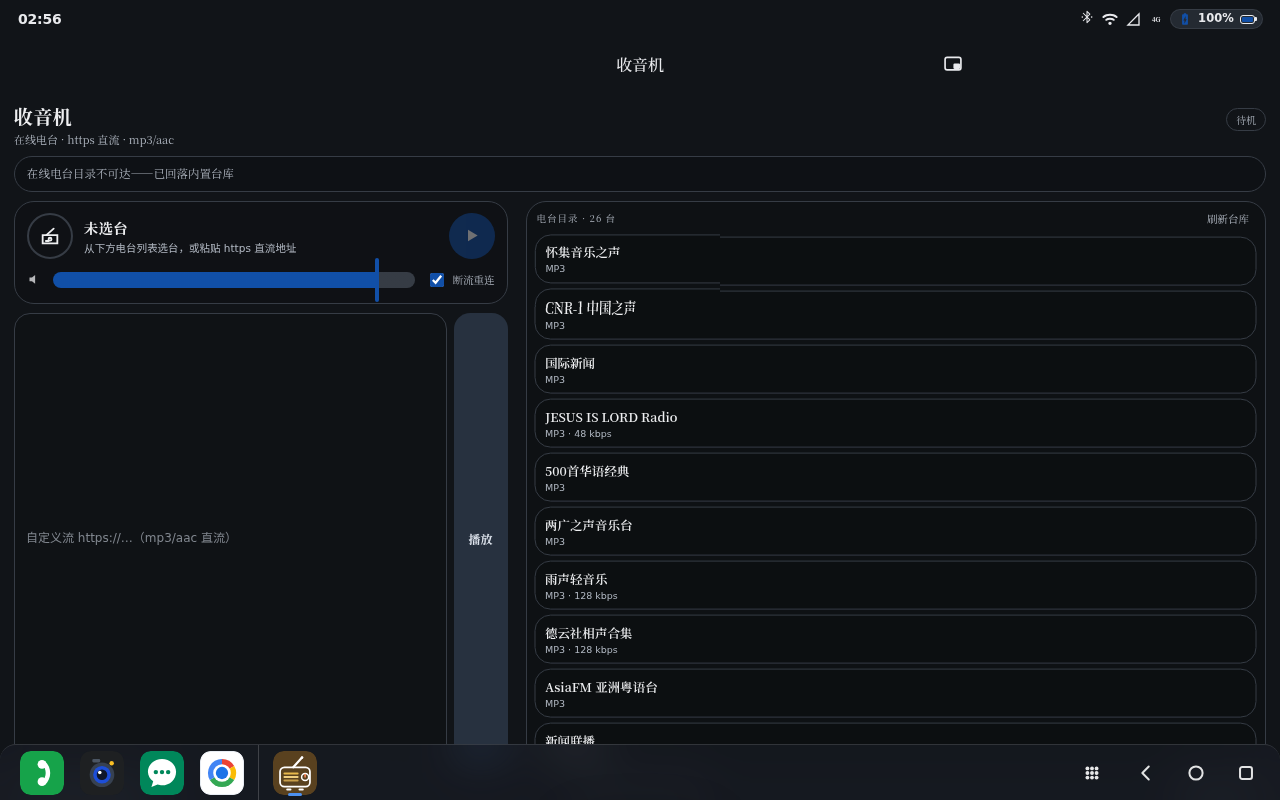 02:56
4G
100%
收音机
收音机
在线电台 · https 直流 · mp3/aac
待机
在线电台目录不可达——已回落内置台库
未选台
从下方电台列表选台，或粘贴 https 直流地址
断流重连
自定义流 https://…（mp3/aac 直流）
播放
电台目录 · 26 台
刷新台库
怀集音乐之声
MP3
CNR-1 中国之声
MP3
国际新闻
MP3
JESUS IS LORD Radio
MP3 · 48 kbps
500首华语经典
MP3
两广之声音乐台
MP3
雨声轻音乐
MP3 · 128 kbps
德云社相声合集
MP3 · 128 kbps
AsiaFM 亚洲粤语台
MP3
新闻联播